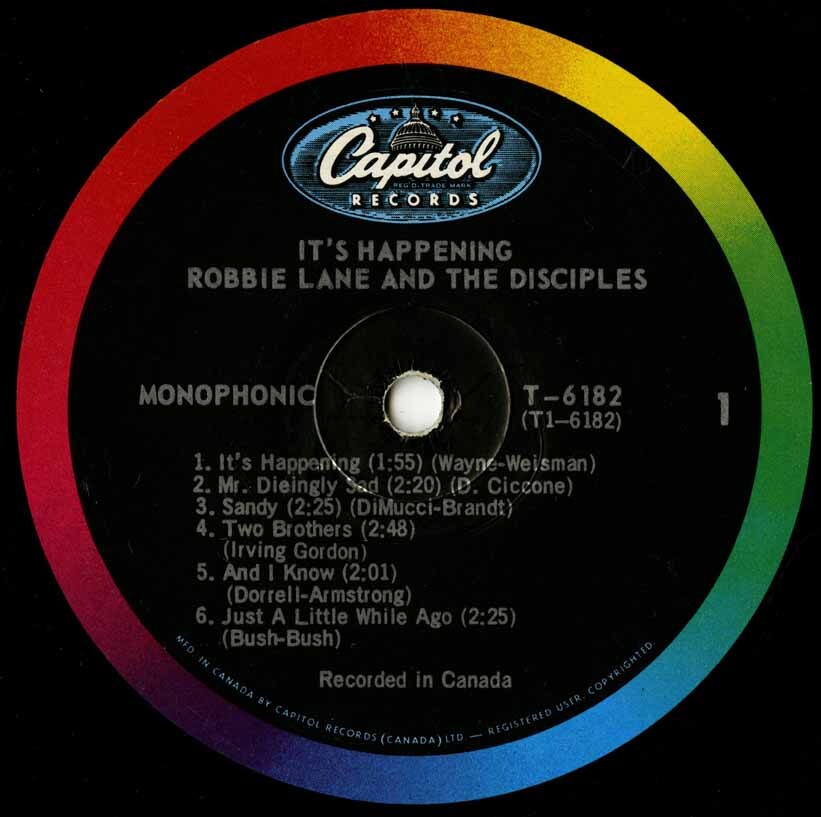 Capitol
REG'D. TRADE MARK
RECORDS
IT'S HAPPENING
ROBBIE LANE AND THE DISCIPLES
MONOPHONIC
T-6182
(T1-6182)
1
1. It's Happening (1:55) (Wayne-Weisman)
2. Mr. Dieingly Sad (2:20) (D. Ciccone)
3. Sandy (2:25) (DiMucci-Brandt)
4. Two Brothers (2:48)
(Irving Gordon)
5. And I Know (2:01)
(Dorrell-Armstrong)
6. Just A Little While Ago (2:25)
(Bush-Bush)
Recorded in Canada
MFD. IN CANADA BY CAPITOL RECORDS (CANADA) LTD — REGISTERED USER. COPYRIGHTED.